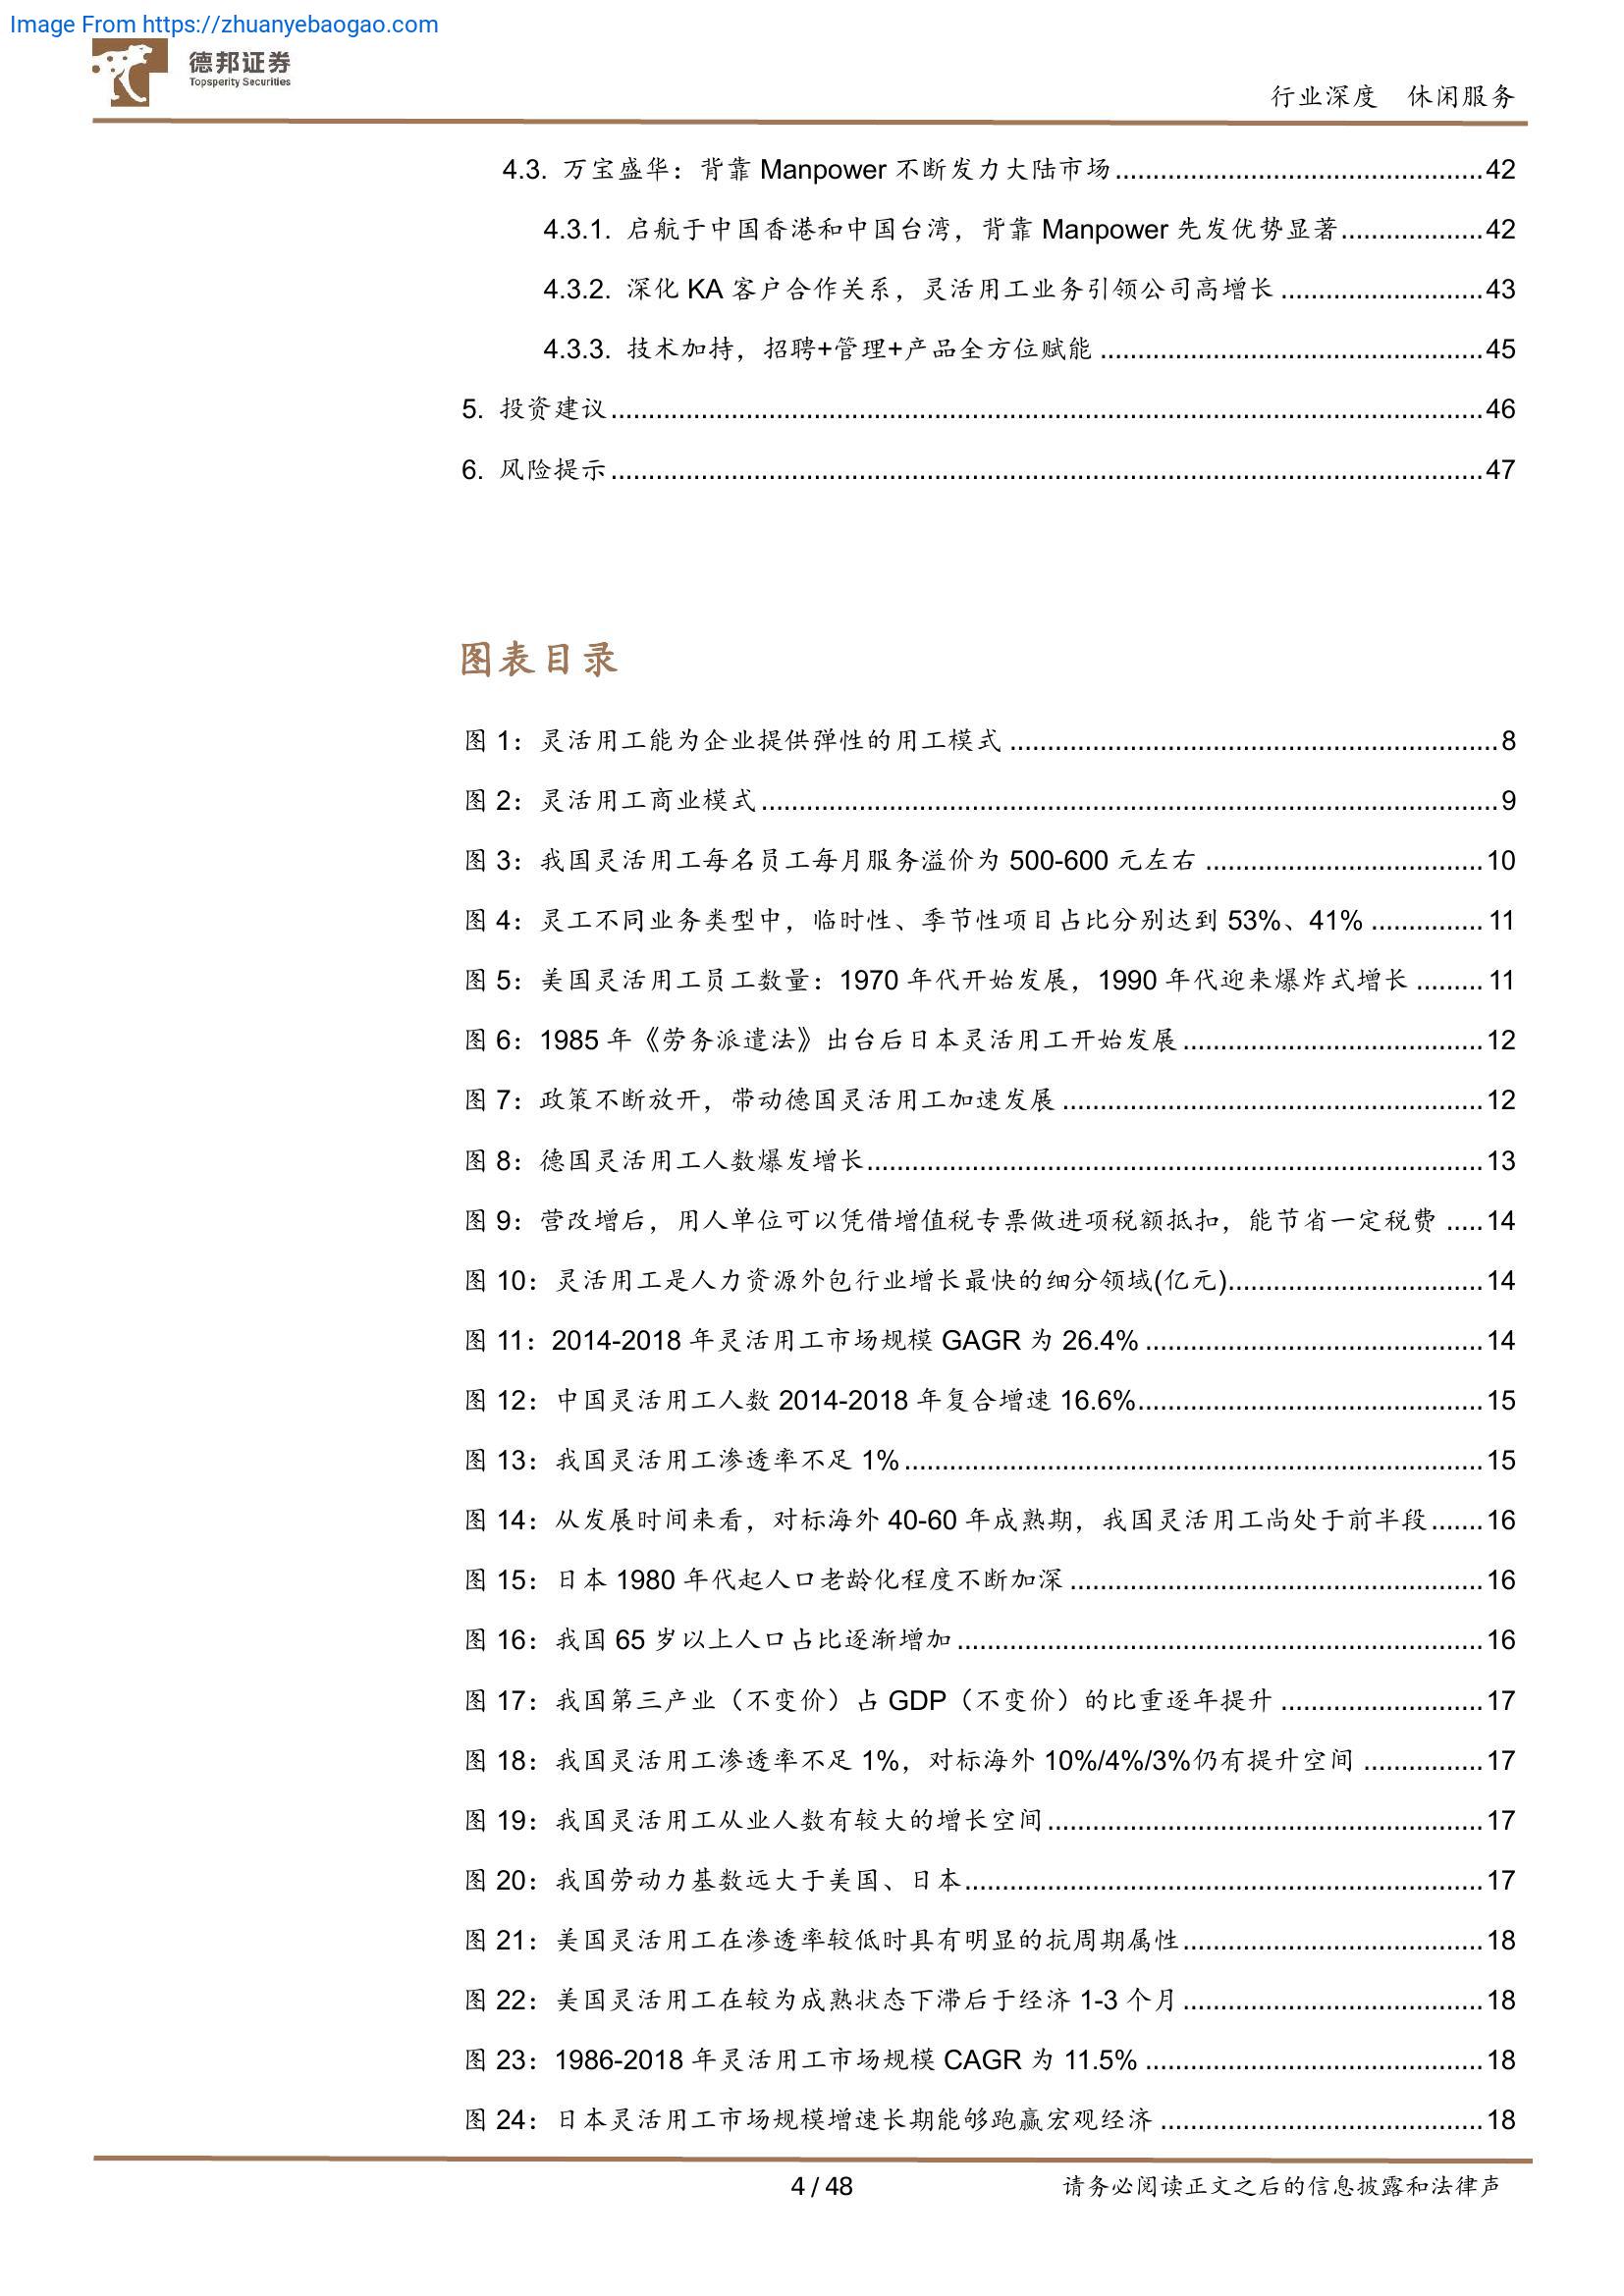 Image From https://zhuanyebaogao.com
德邦证券
Topsperity Securities
行业深度 休闲服务
4.3. 万宝盛华：背靠 Manpower 不断发力大陆市场................................................42
4.3.1. 启航于中国香港和中国台湾，背靠 Manpower 先发优势显著...................42
4.3.2. 深化 KA 客户合作关系，灵活用工业务引领公司高增长...........................43
4.3.3. 技术加持，招聘+管理+产品全方位赋能...................................................45
5. 投资建议....................................................................................................................46
6. 风险提示....................................................................................................................47
图表目录
图 1：灵活用工能为企业提供弹性的用工模式.................................................................8
图 2：灵活用工商业模式..................................................................................................9
图 3：我国灵活用工每名员工每月服务溢价为 500-600 元左右.....................................10
图 4：灵工不同业务类型中，临时性、季节性项目占比分别达到 53%、41%...............11
图 5：美国灵活用工员工数量：1970 年代开始发展，1990 年代迎来爆炸式增长.........11
图 6：1985 年《劳务派遣法》出台后日本灵活用工开始发展........................................12
图 7：政策不断放开，带动德国灵活用工加速发展........................................................12
图 8：德国灵活用工人数爆发增长..................................................................................13
图 9：营改增后，用人单位可以凭借增值税专票做进项税额抵扣，能节省一定税费.....14
图 10：灵活用工是人力资源外包行业增长最快的细分领域(亿元)..................................14
图 11：2014-2018 年灵活用工市场规模 GAGR 为 26.4%.............................................14
图 12：中国灵活用工人数 2014-2018 年复合增速 16.6%..............................................15
图 13：我国灵活用工渗透率不足 1%.............................................................................15
图 14：从发展时间来看，对标海外 40-60 年成熟期，我国灵活用工尚处于前半段.......16
图 15：日本 1980 年代起人口老龄化程度不断加深.......................................................16
图 16：我国 65 岁以上人口占比逐渐增加......................................................................16
图 17：我国第三产业（不变价）占 GDP（不变价）的比重逐年提升...........................17
图 18：我国灵活用工渗透率不足 1%，对标海外 10%/4%/3%仍有提升空间................17
图 19：我国灵活用工从业人数有较大的增长空间..........................................................17
图 20：我国劳动力基数远大于美国、日本.....................................................................17
图 21：美国灵活用工在渗透率较低时具有明显的抗周期属性........................................18
图 22：美国灵活用工在较为成熟状态下滞后于经济 1-3 个月........................................18
图 23：1986-2018 年灵活用工市场规模 CAGR 为 11.5%.............................................18
图 24：日本灵活用工市场规模增速长期能够跑赢宏观经济...........................................18
4 / 48
请务必阅读正文之后的信息披露和法律声